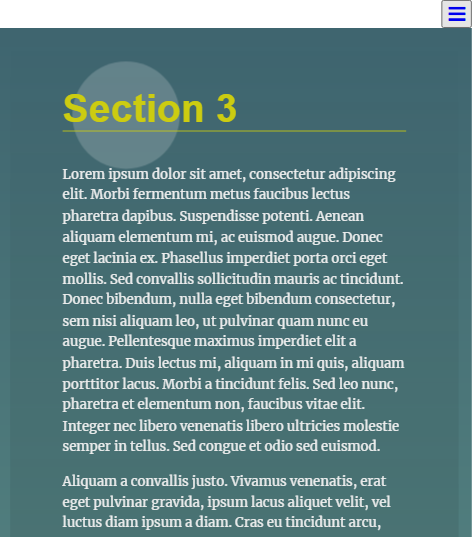 Section 3
Lorem ipsum dolor sit amet, consectetur adipiscing
elit. Morbi fermentum metus faucibus lectus
pharetra dapibus. Suspendisse potenti. Aenean
aliquam elementum mi, ac euismod augue. Donec
eget lacinia ex. Phasellus imperdiet porta orci eget
mollis. Sed convallis sollicitudin mauris ac tincidunt.
Donec bibendum, nulla eget bibendum consectetur,
sem nisi aliquam leo, ut pulvinar quam nunc eu
augue. Pellentesque maximus imperdiet elit a
pharetra. Duis lectus mi, aliquam in mi quis, aliquam
porttitor lacus. Morbi a tincidunt felis. Sed leo nunc,
pharetra et elementum non, faucibus vitae elit.
Integer nec libero venenatis libero ultricies molestie
semper in tellus. Sed congue et odio sed euismod.
Aliquam a convallis justo. Vivamus venenatis, erat
eget pulvinar gravida, ipsum lacus aliquet velit, vel
luctus diam ipsum a diam. Cras eu tincidunt arcu,